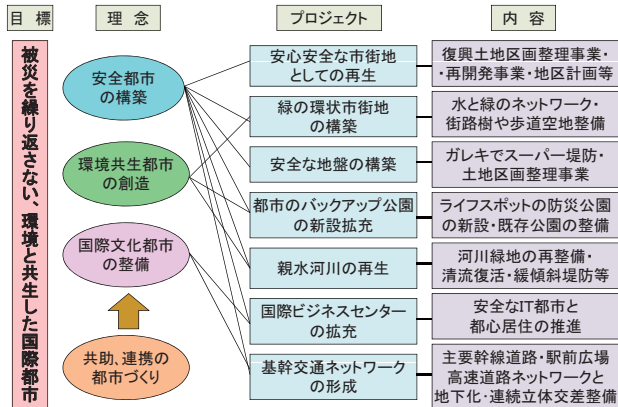 目 標
理 念
プロジェクト
内 容
被災を繰り返さない、環境と共生した国際都市
安全都市
の構築
環境共生都市
の創造
国際文化都市
の整備
共助、連携の
都市づくり
安心安全な市街地
としての再生
緑の環状市街地
の構築
安全な地盤の構築
都市のバックアップ公園
の新設拡充
親水河川の再生
国際ビジネスセンター
の拡充
基幹交通ネットワーク
の形成
復興土地区画整理事業・
・再開発事業・地区計画等
水と緑のネットワーク・
街路樹や歩道空地整備
ガレキでスーパー堤防・
土地区画整理事業
ライフスポットの防災公園
の新設・既存公園の整備
河川緑地の再整備・
清流復活・緩傾斜堤防等
安全なIT都市と
都心居住の推進
主要幹線道路・駅前広場
高速道路ネットワークと
地下化・連続立体交差整備